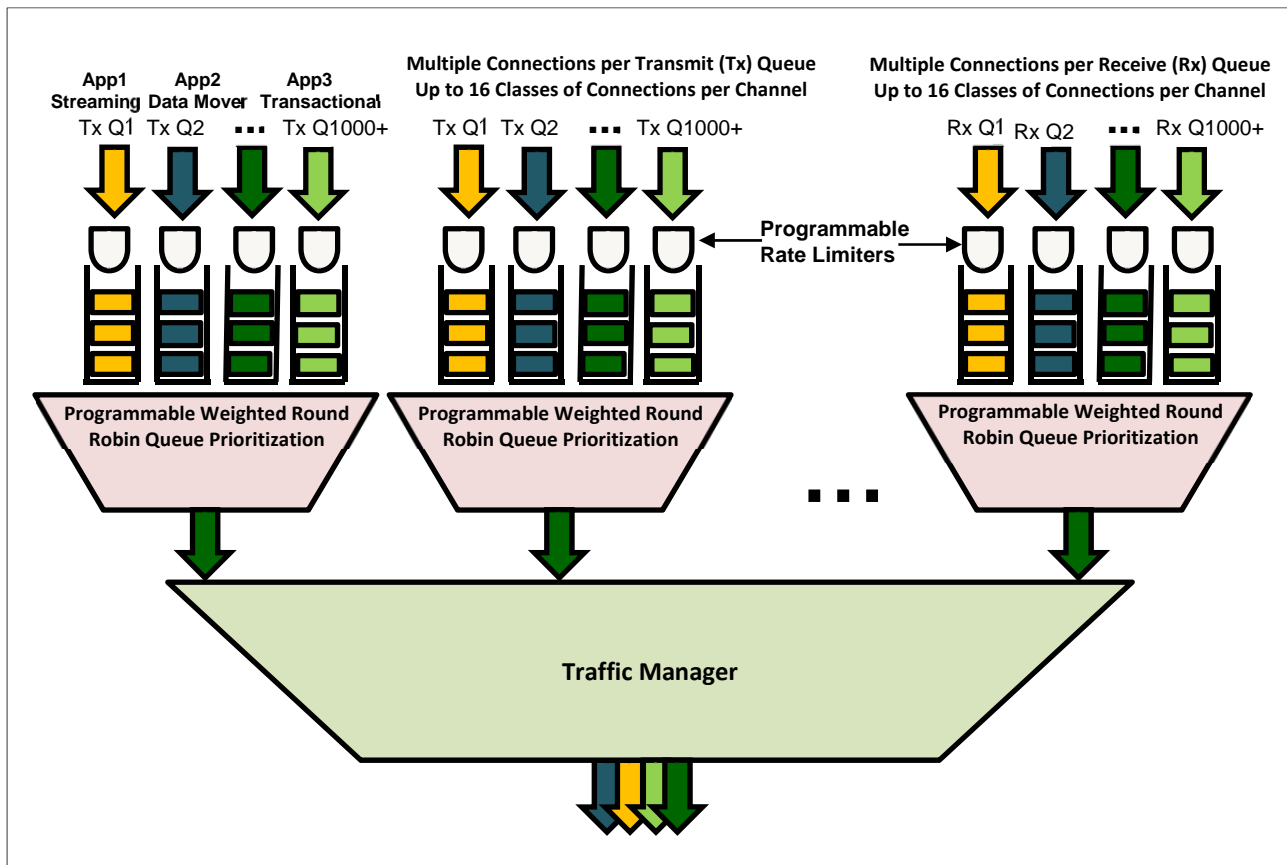 App1 App2 App3
Streaming Data Mover Transactional
Tx Q1 Tx Q2 ... Tx Q1000+
Multiple Connections per Transmit (Tx) Queue
Up to 16 Classes of Connections per Channel
Tx Q1 Tx Q2 ... Tx Q1000+
Multiple Connections per Receive (Rx) Queue
Up to 16 Classes of Connections per Channel
Rx Q1 Rx Q2 ... Rx Q1000+
Programmable
Rate Limiters
Programmable Weighted Round
Robin Queue Prioritization
Programmable Weighted Round
Robin Queue Prioritization
...
Programmable Weighted Round
Robin Queue Prioritization
Traffic Manager